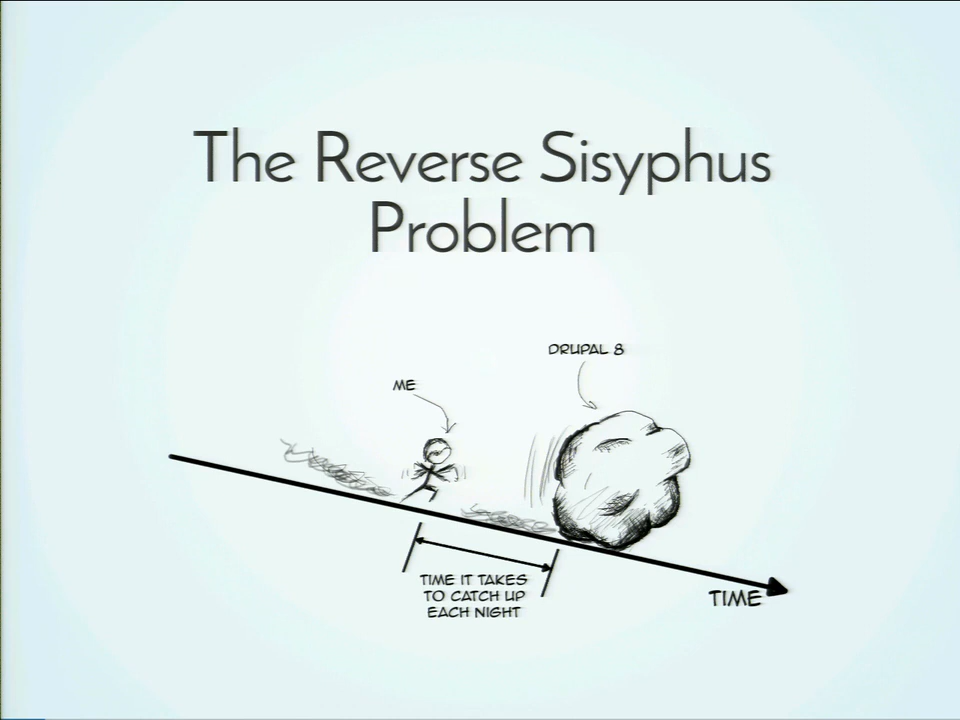 The Reverse Sisyphus
Problem
DRUPAL 8
ME
TIME IT TAKES
TO CATCH UP
EACH NIGHT
TIME